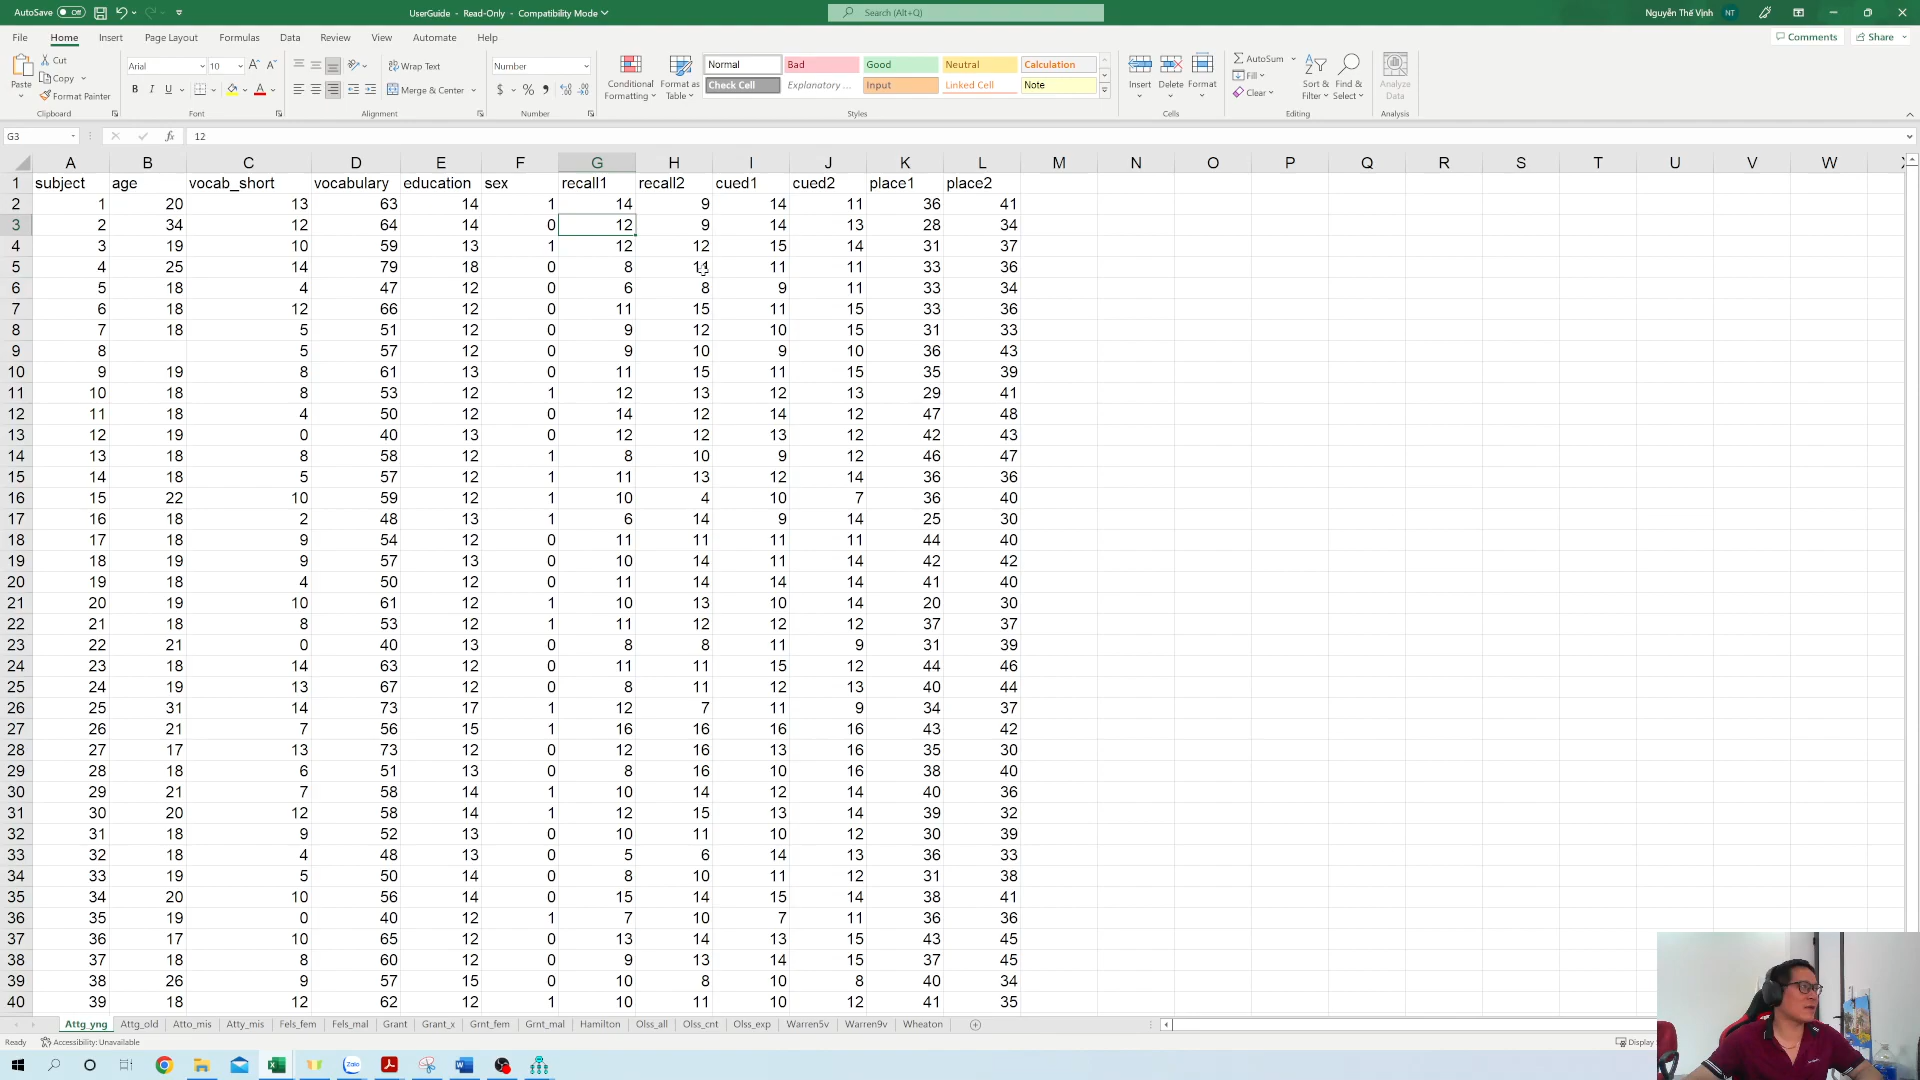 AutoSave Off UserGuide - Read-Only - Compatibility Mode Search (Alt+Q) Nguyễn Thế Vịnh NT
File Home Insert Page Layout Formulas Data Review View Automate Help Comments Share
Paste Cut Copy Format Painter Clipboard
Arial 10 Font
Wrap Text Merge & Center Alignment
Number Number
Conditional Formatting Format as Table
Normal Bad Good Neutral Calculation
Check Cell Explanatory ... Input Linked Cell Note
Styles
Insert Delete Format Cells
AutoSum Fill Clear Sort & Filter Find & Select Editing
Analyze Data Analysis
G3 12
A B C D E F G H I J K L M N O P Q R S T U V W
1 subject age vocab_short vocabulary education sex recall1 recall2 cued1 cued2 place1 place2
2 1 20 13 63 14 1 14 9 14 11 36 41
3 2 34 12 64 14 0 12 9 14 13 28 34
4 3 19 10 59 13 1 12 12 15 14 31 37
5 4 25 14 79 18 0 8 11 11 11 33 36
6 5 18 4 47 12 0 6 8 9 11 33 34
7 6 18 12 66 12 0 11 15 11 15 33 36
8 7 18 5 51 12 0 9 12 10 15 31 33
9 8 5 57 12 0 9 10 9 10 36 43
10 9 19 8 61 13 0 11 15 11 15 35 39
11 10 18 8 53 12 1 12 13 12 13 29 41
12 11 18 4 50 12 0 14 12 14 12 47 48
13 12 19 0 40 13 0 12 12 13 12 42 43
14 13 18 8 58 12 1 8 10 9 12 46 47
15 14 18 5 57 12 1 11 13 12 14 36 36
16 15 22 10 59 12 1 10 4 10 7 36 40
17 16 18 2 48 13 1 6 14 9 14 25 30
18 17 18 9 54 12 0 11 11 11 11 44 40
19 18 19 9 57 13 0 10 14 11 14 42 42
20 19 18 4 50 12 0 11 14 14 14 41 40
21 20 19 10 61 12 1 10 13 10 14 20 30
22 21 18 8 53 12 1 11 12 12 12 37 37
23 22 21 0 40 13 0 8 8 11 9 31 39
24 23 18 14 63 12 0 11 11 15 12 44 46
25 24 19 13 67 12 0 8 11 12 13 40 44
26 25 31 14 73 17 1 12 7 11 9 34 37
27 26 21 7 56 15 1 16 16 16 16 43 42
28 27 17 13 73 12 0 12 16 13 16 35 30
29 28 18 6 51 13 0 8 16 10 16 38 40
30 29 21 7 58 14 1 10 14 12 14 40 36
31 30 20 12 58 14 1 12 15 13 14 39 32
32 31 18 9 52 13 0 10 11 10 12 30 39
33 32 18 4 48 13 0 5 6 14 13 36 33
34 33 19 5 50 14 0 8 10 11 12 31 38
35 34 20 10 56 14 0 15 14 15 14 38 41
36 35 19 0 40 12 1 7 10 7 11 36 36
37 36 17 10 65 12 0 13 14 13 15 43 45
38 37 18 8 60 12 0 9 13 14 15 37 45
39 38 26 9 57 15 0 10 8 10 8 40 34
40 39 18 12 62 12 1 10 11 10 12 41 35
Attg_yng Attg_old Atto_mis Atty_mis Fels_fem Fels_mal Grant Grant_x Grnt_fem Grnt_mal Hamilton Olss_all Olss_cnt Olss_exp Warren5v Warren9v Wheaton
Ready Accessibility: Unavailable Display
Zalo